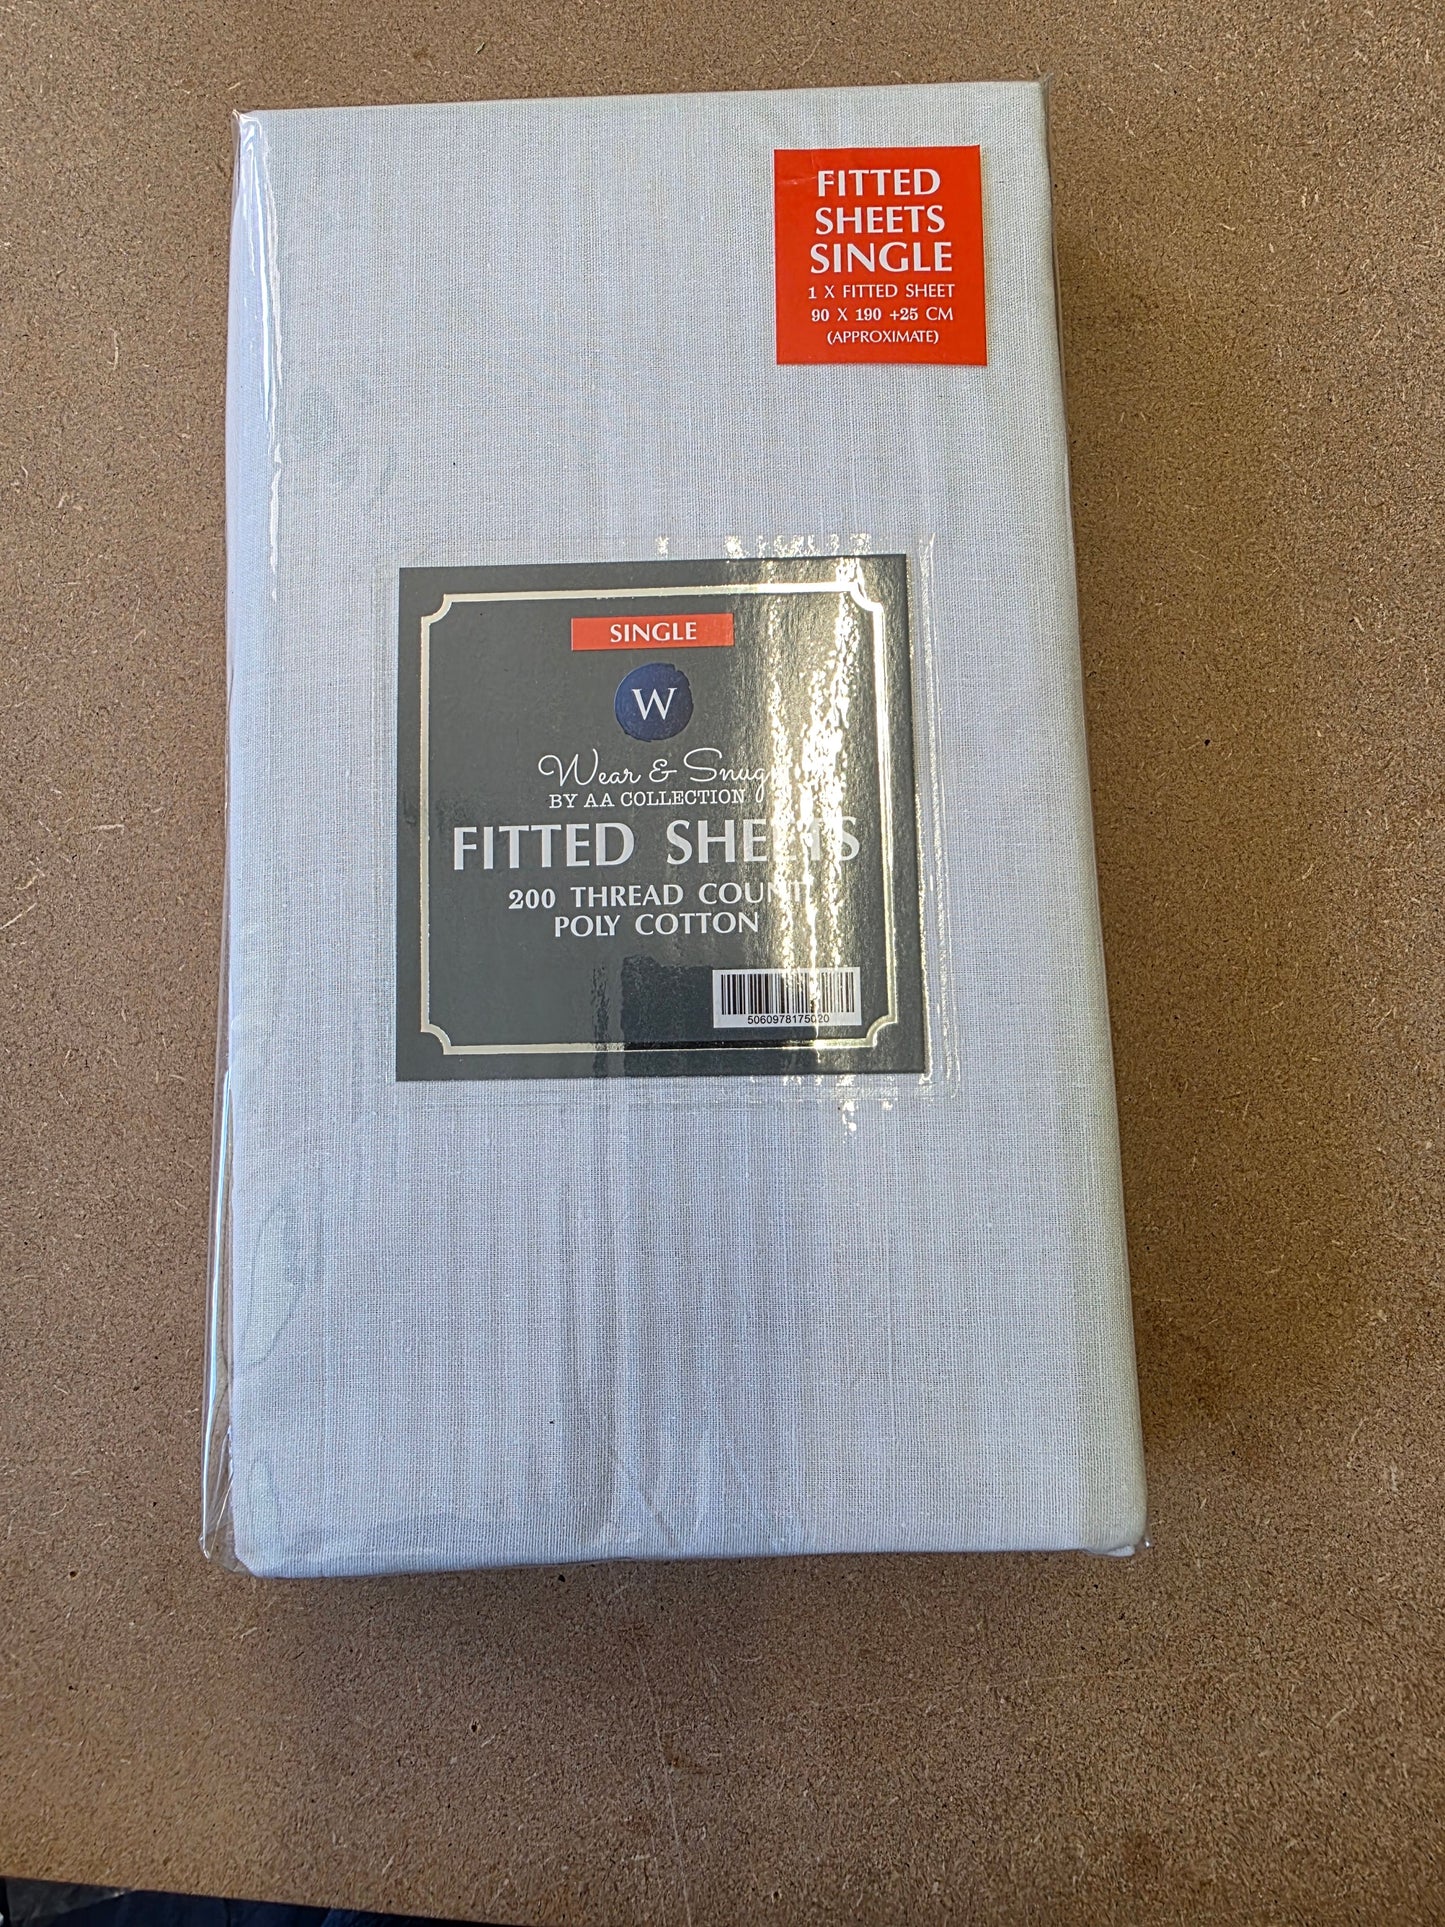 FITTED
SHEETS
SINGLE
1 X FITTED SHEET
90 X 190 +25 CM
(APPROXIMATE)
SINGLE
W
Wear & Snug
BY AA COLLECTION
FITTED SHEETS
200 THREAD COUNT
POLY COTTON
5060978175020